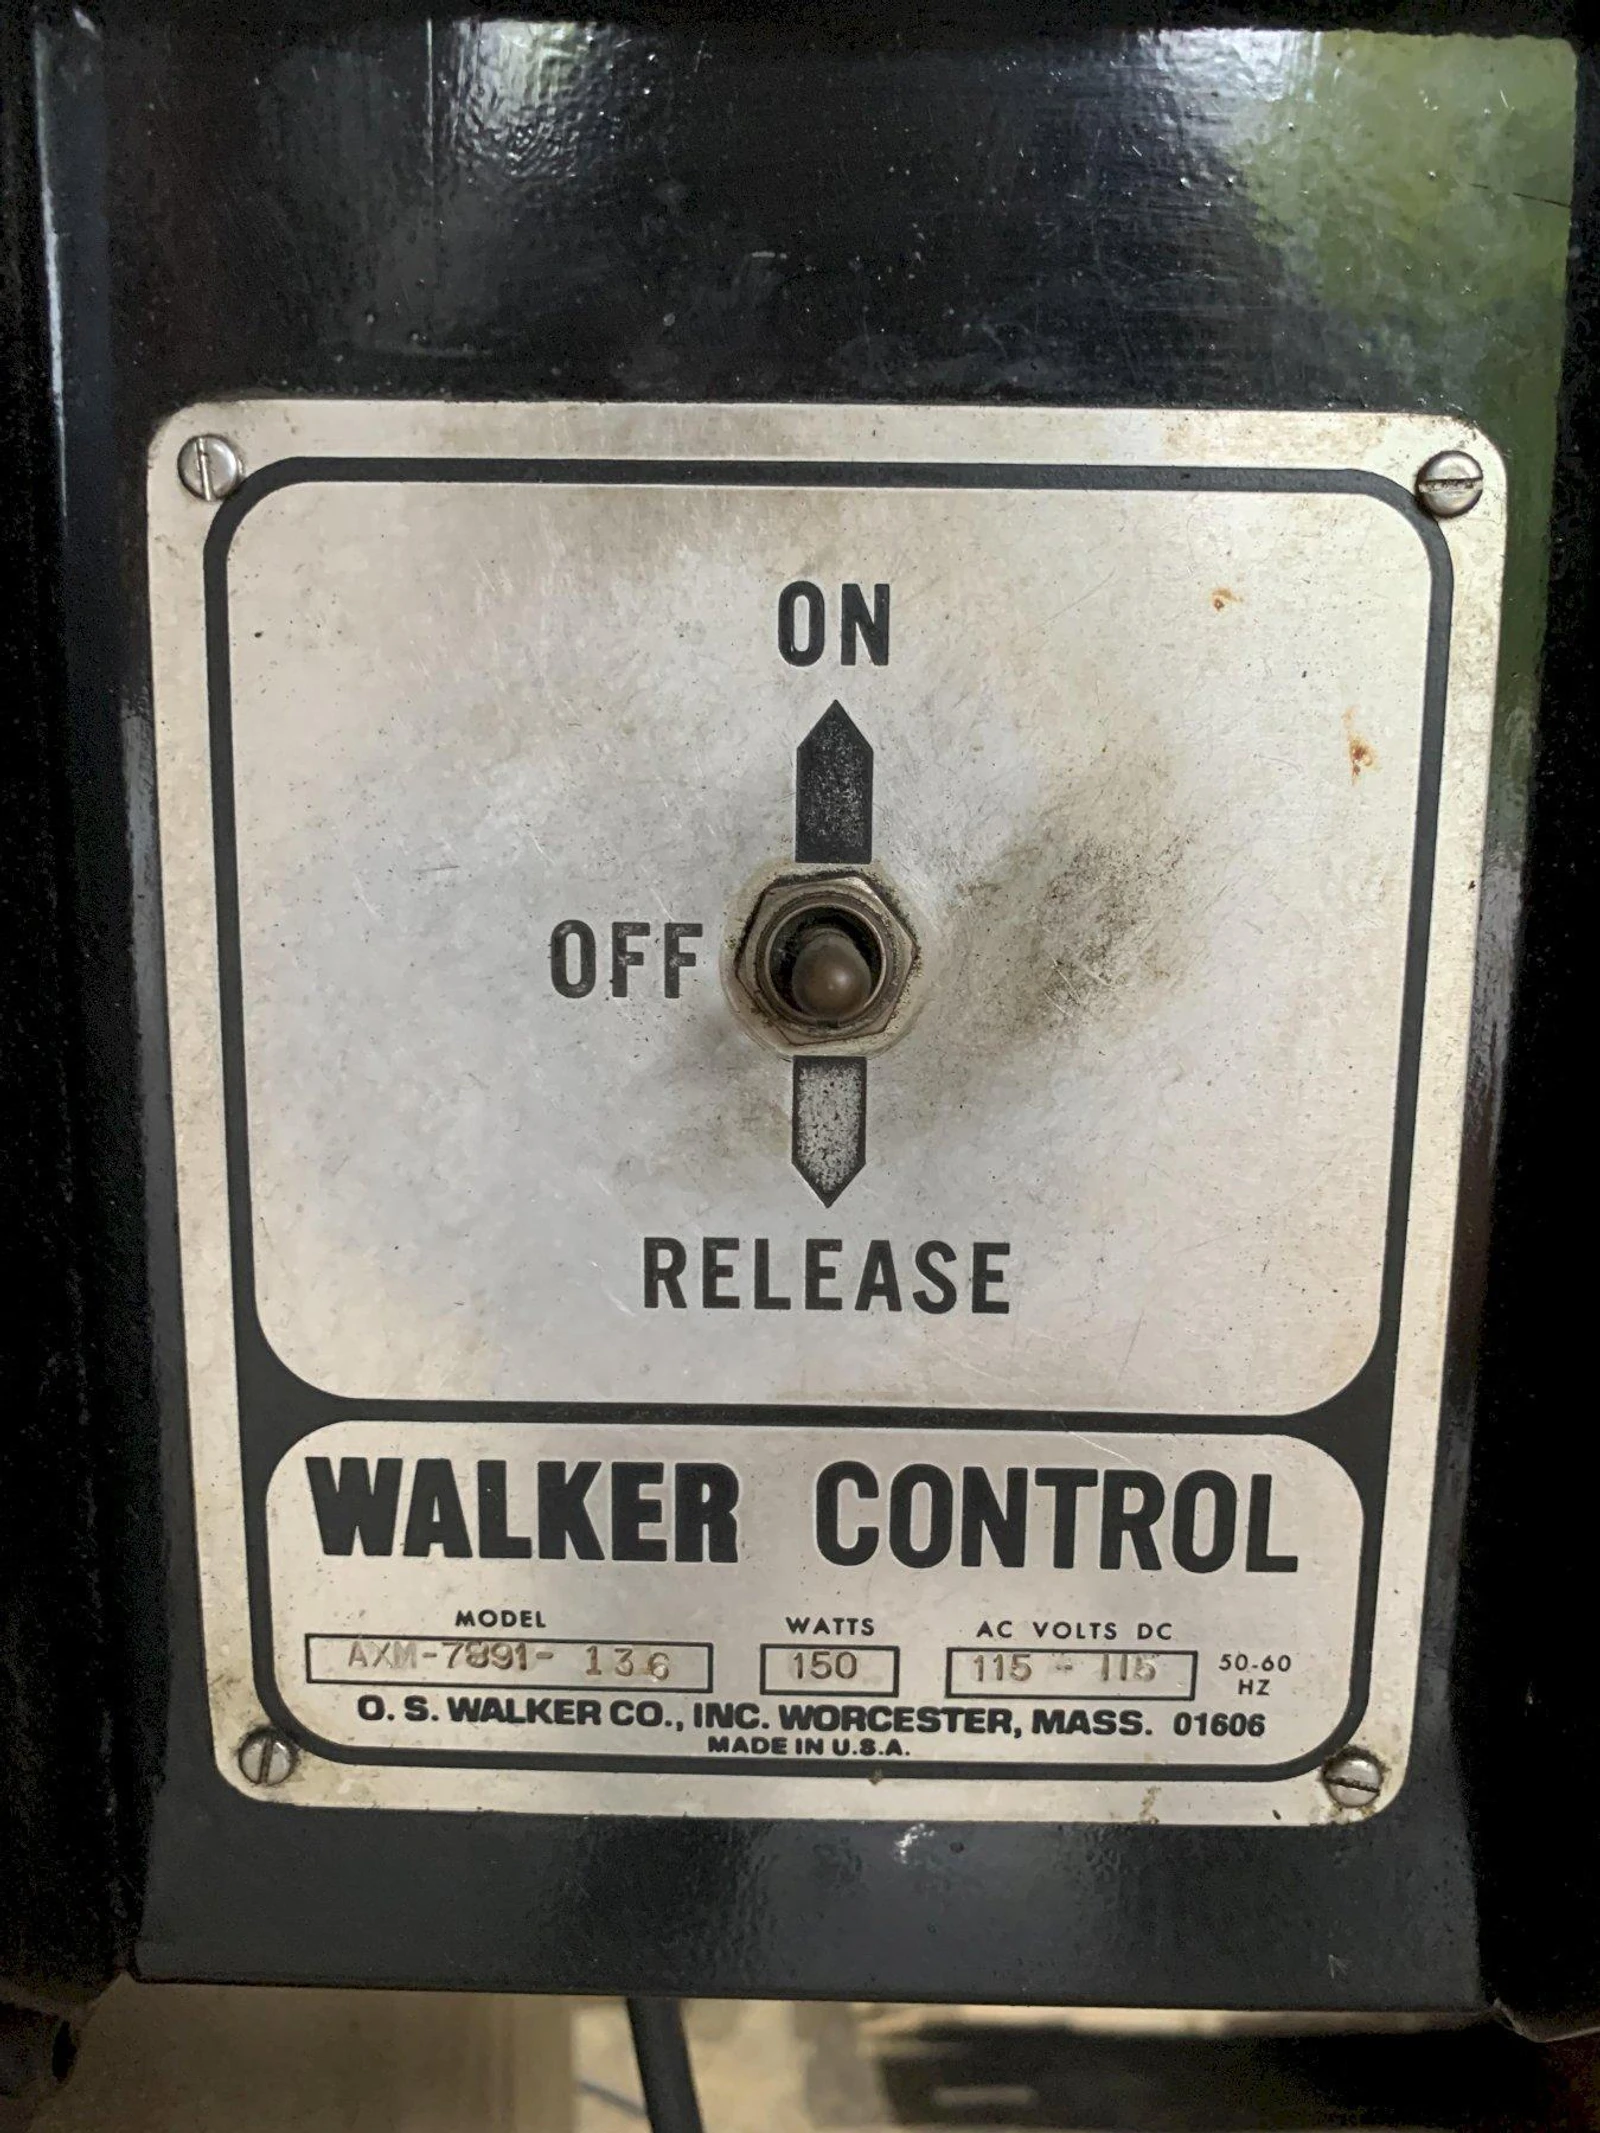 ON
OFF
RELEASE
WALKER CONTROL
MODEL WATTS AC VOLTS DC
AXM-7891- 136 150 115 - 115 50-60
HZ
O. S. WALKER CO., INC. WORCESTER, MASS. 01606
MADE IN U.S.A.